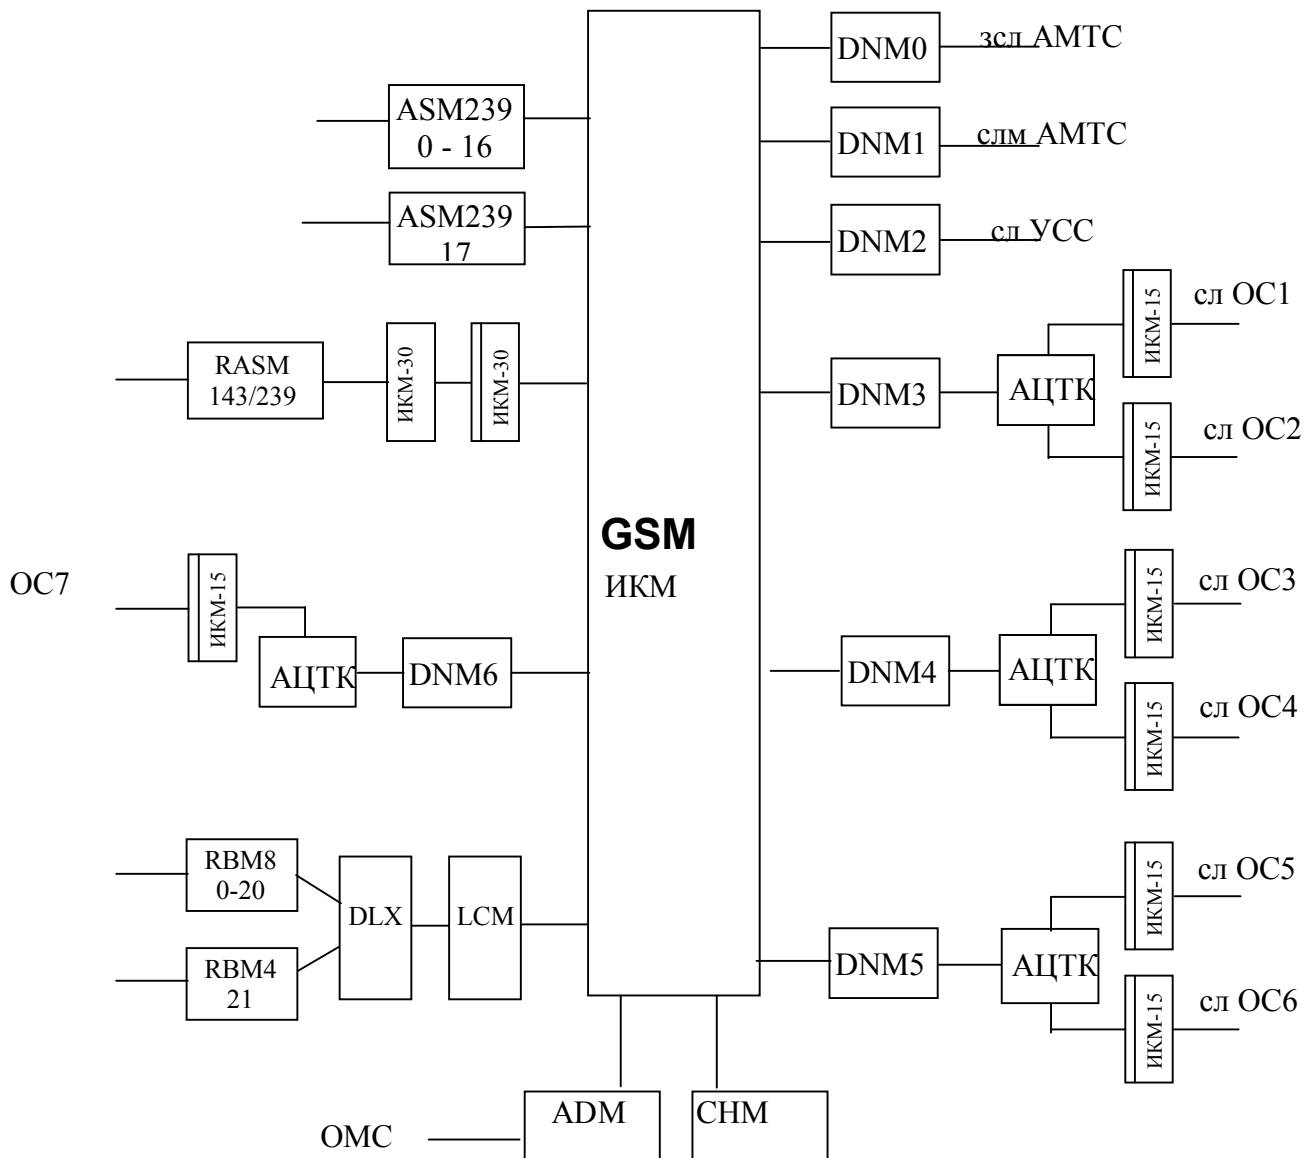 DNM0
зсл АМТС
ASM239
0 - 16
DNM1
слм АМТС
ASM239
17
DNM2
сл УСС
ИКМ-15
сл ОС1
RASM
143/239
ИКМ-30
ИКМ-30
DNM3
АЦТК
ИКМ-15
сл ОС2
GSM
ИКМ
ОС7
ИКМ-15
АЦТК
DNM6
ИКМ-15
сл ОС3
DNM4
АЦТК
ИКМ-15
сл ОС4
RBM8
0-20
DLX
LCM
RBM4
21
ИКМ-15
сл ОС5
DNM5
АЦТК
ИКМ-15
сл ОС6
ADM
CHM
OMC